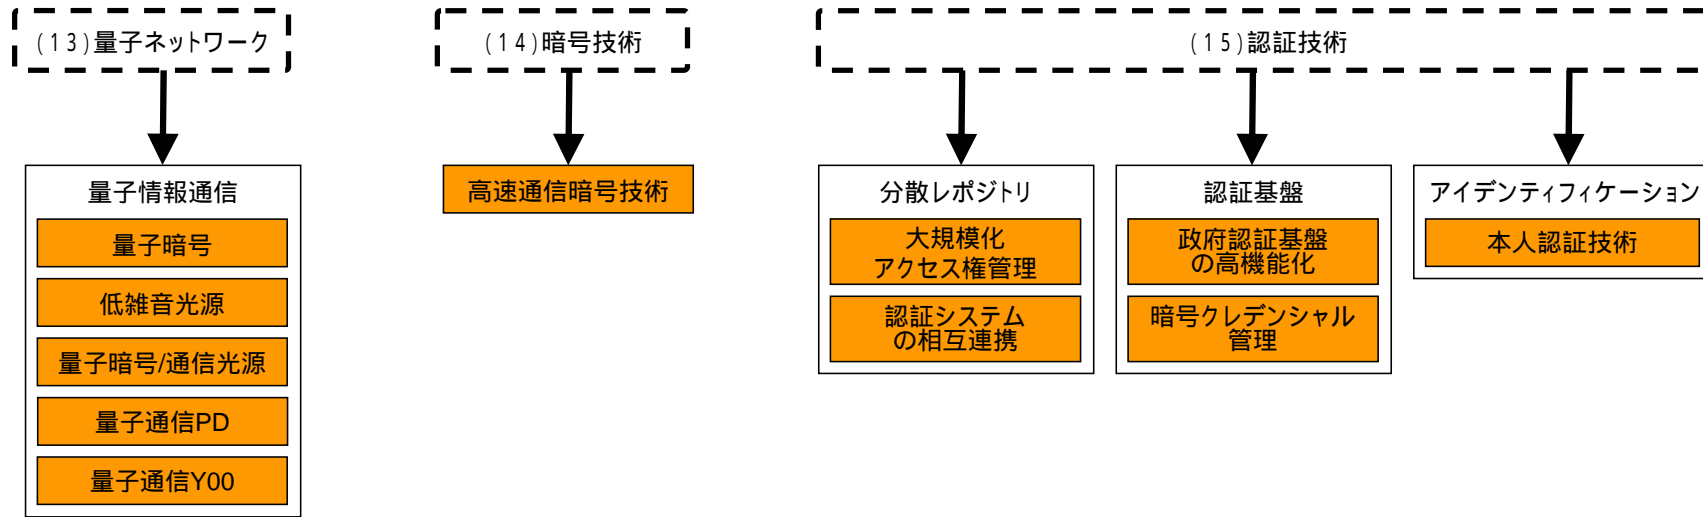 (13)量子ネットワーク
(14)暗号技術
(15)認証技術
量子情報通信
量子暗号
低雑音光源
量子暗号/通信光源
量子通信PD
量子通信Y00
高速通信暗号技術
分散レポジトリ
大規模化
アクセス権管理
認証システム
の相互連携
認証基盤
政府認証基盤
の高機能化
暗号クレデンシャル
管理
アイデンティフィケーション
本人認証技術